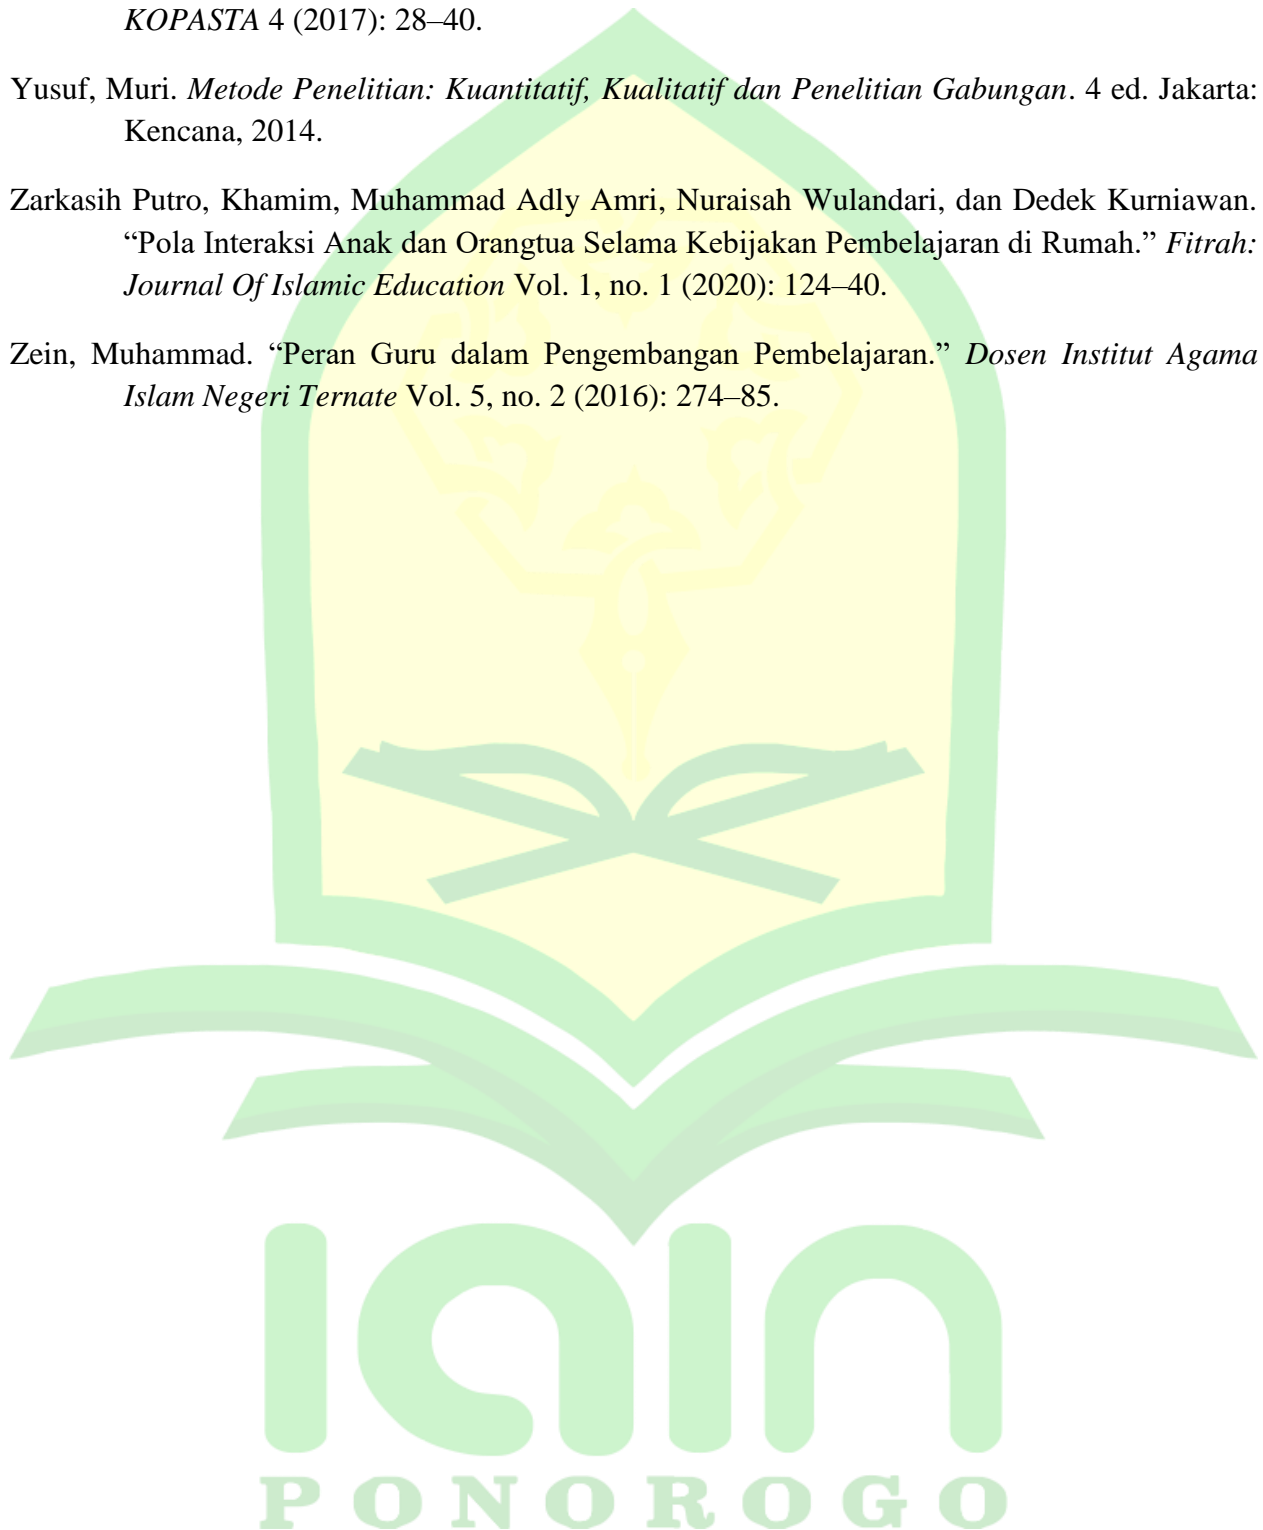 KOPASTA 4 (2017): 28–40.
Yusuf, Muri. Metode Penelitian: Kuantitatif, Kualitatif dan Penelitian Gabungan. 4 ed. Jakarta:
Kencana, 2014.
Zarkasih Putro, Khamim, Muhammad Adly Amri, Nuraisah Wulandari, dan Dedek Kurniawan.
“Pola Interaksi Anak dan Orangtua Selama Kebijakan Pembelajaran di Rumah.” Fitrah:
Journal Of Islamic Education Vol. 1, no. 1 (2020): 124–40.
Zein, Muhammad. “Peran Guru dalam Pengembangan Pembelajaran.” Dosen Institut Agama
Islam Negeri Ternate Vol. 5, no. 2 (2016): 274–85.
iain
PONOROGO